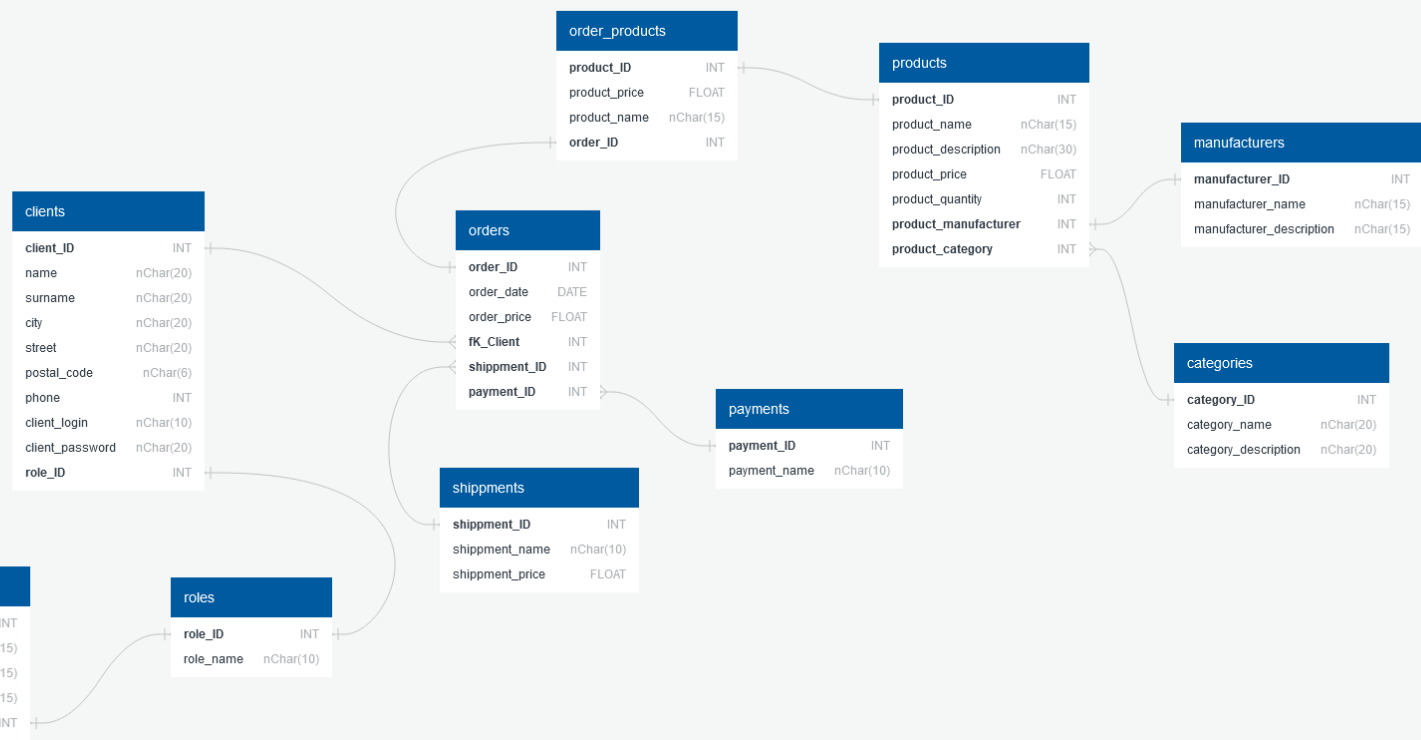 order_products
product_ID INT
product_price FLOAT
product_name nChar(15)
order_ID INT
products
product_ID INT
product_name nChar(15)
product_description nChar(30)
product_price FLOAT
product_quantity INT
product_manufacturer INT
product_category INT
manufacturers
manufacturer_ID INT
manufacturer_name nChar(15)
manufacturer_description nChar(15)
clients
client_ID INT
name nChar(20)
surname nChar(20)
city nChar(20)
street nChar(20)
postal_code nChar(6)
phone INT
client_login nChar(10)
client_password nChar(20)
role_ID INT
orders
order_ID INT
order_date DATE
order_price FLOAT
fK_Client INT
shippment_ID INT
payment_ID INT
categories
category_ID INT
category_name nChar(20)
category_description nChar(20)
payments
payment_ID INT
payment_name nChar(10)
shippments
shippment_ID INT
shippment_name nChar(10)
shippment_price FLOAT
roles
role_ID INT
role_name nChar(10)
INT
15)
15)
15)
INT